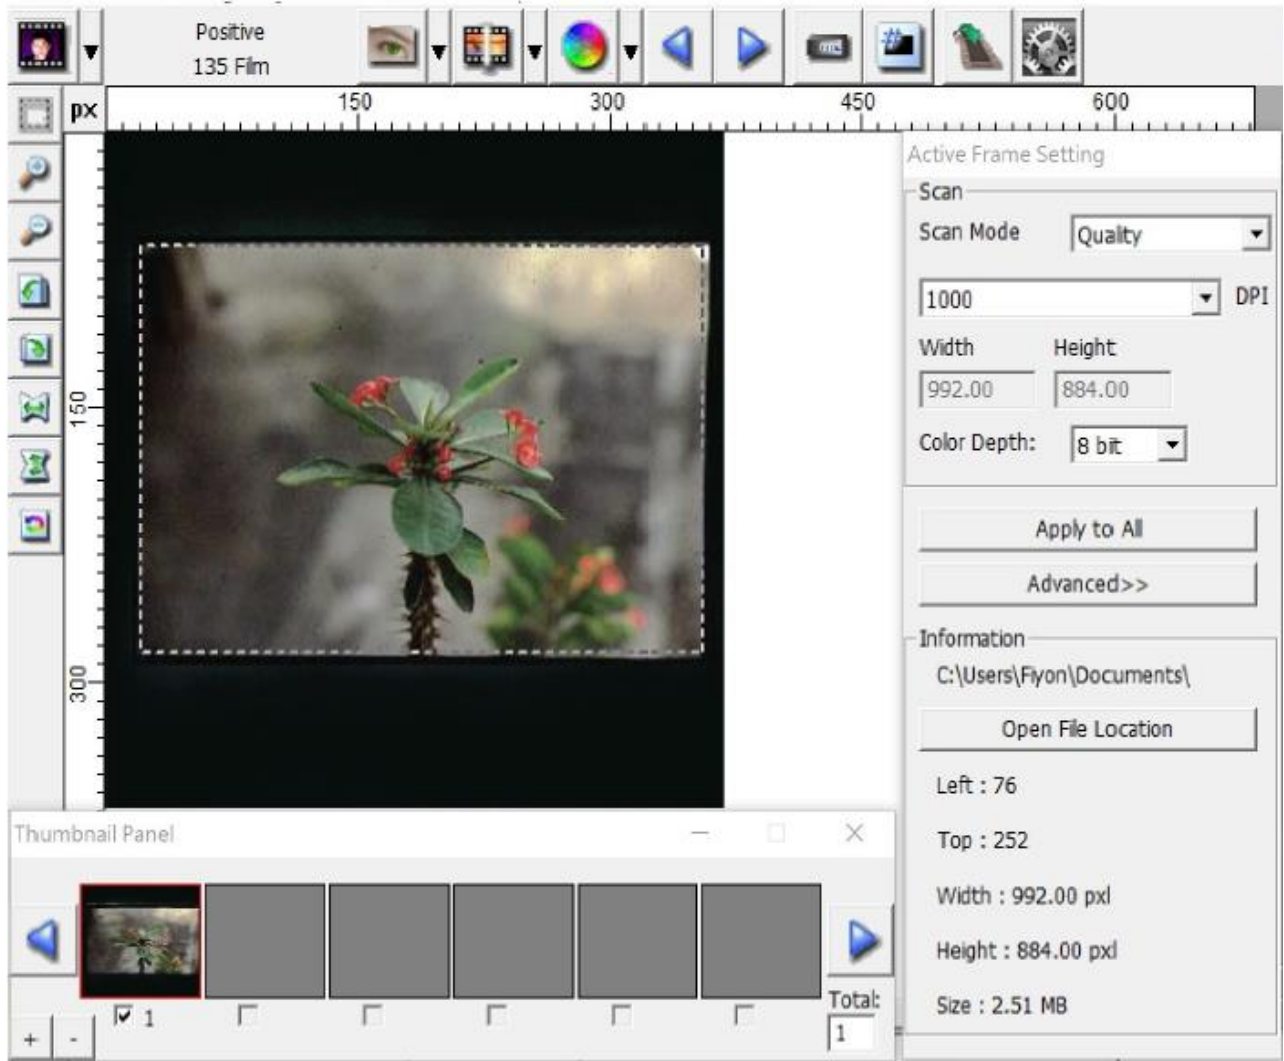 Positive
135 Film
px
150
300
450
600
150
300
Active Frame Setting
Scan
Scan Mode
Quality
1000
DPI
Width
Height
992.00
884.00
Color Depth:
8 bit
Apply to All
Advanced>>
Information
C:\Users\Fiyon\Documents\
Open File Location
Left : 76
Top : 252
Width : 992.00 pxl
Height : 884.00 pxl
Size : 2.51 MB
Thumbnail Panel
1
Total:
1
+
-